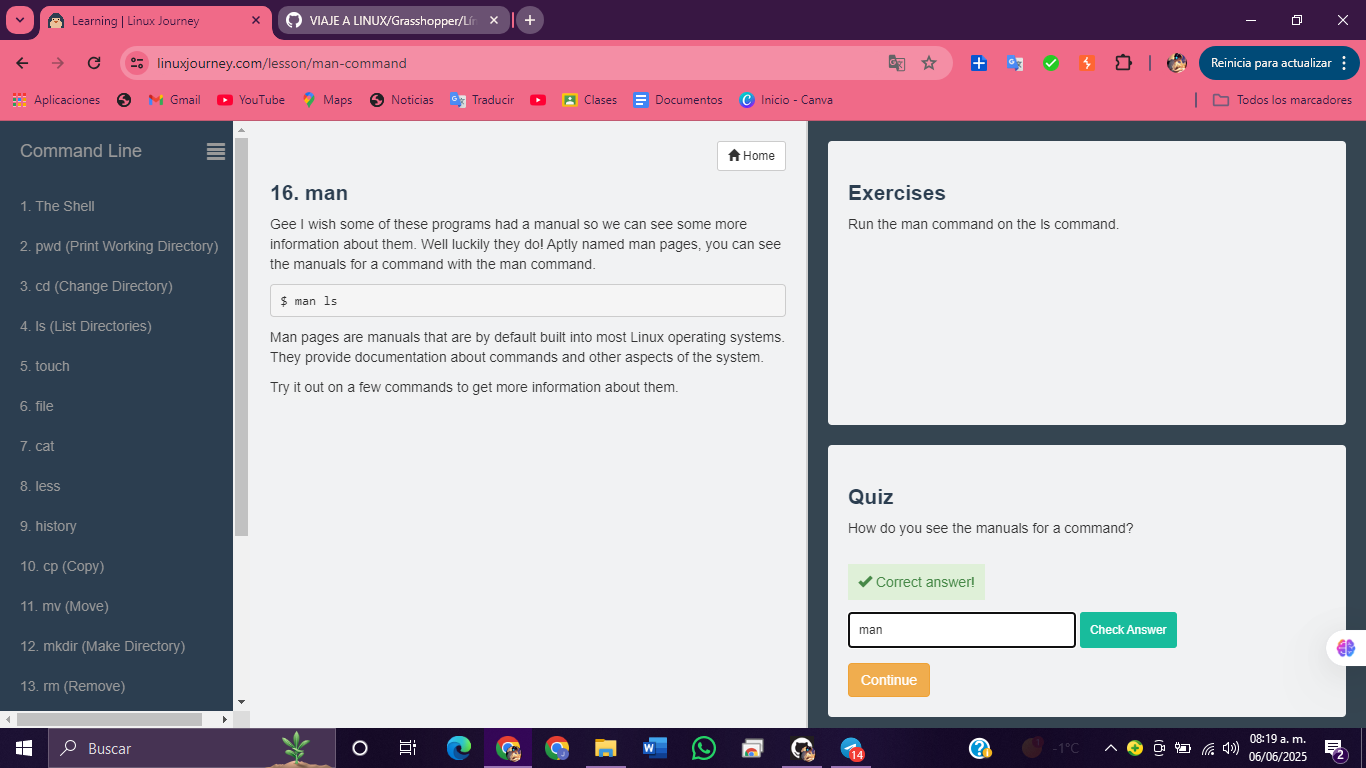 Learning | Linux Journey
VIAJE A LINUX/Grasshopper/Lín
linuxjourney.com/lesson/man-command
Reinicia para actualizar
Aplicaciones
Gmail
YouTube
Maps
Noticias
Traducir
Clases
Documentos
Inicio - Canva
Todos los marcadores
Command Line
1. The Shell
2. pwd (Print Working Directory)
3. cd (Change Directory)
4. ls (List Directories)
5. touch
6. file
7. cat
8. less
9. history
10. cp (Copy)
11. mv (Move)
12. mkdir (Make Directory)
13. rm (Remove)
Home
16. man
Gee I wish some of these programs had a manual so we can see some more
information about them. Well luckily they do! Aptly named man pages, you can see
the manuals for a command with the man command.
$ man ls
Man pages are manuals that are by default built into most Linux operating systems.
They provide documentation about commands and other aspects of the system.
Try it out on a few commands to get more information about them.
Exercises
Run the man command on the ls command.
Quiz
How do you see the manuals for a command?
Correct answer!
man
Check Answer
Continue
Buscar
14
-1°C
08:19 a. m.
06/06/2025
2